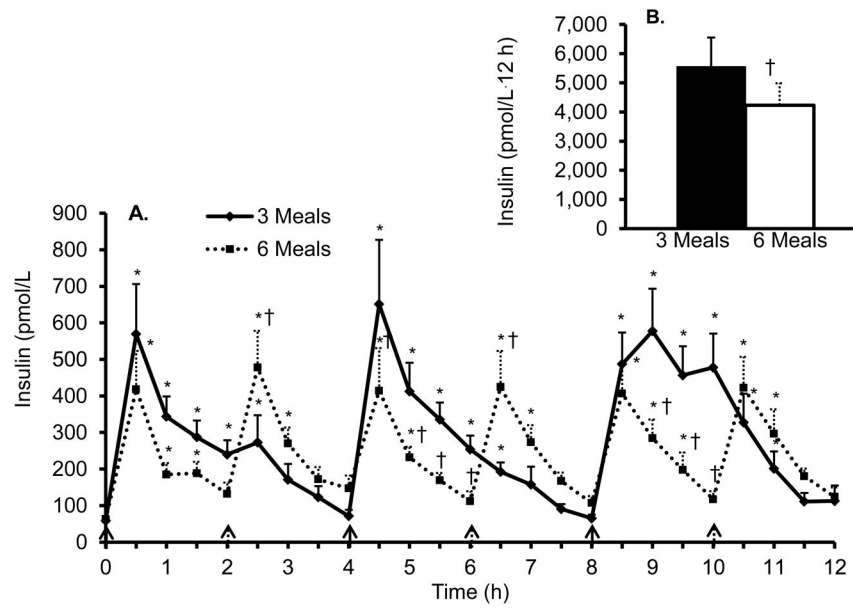 B.
Insulin (pmol/L·12 h)
7,000
6,000
5,000
4,000
3,000
2,000
1,000
0
†
3 Meals 6 Meals
A.
3 Meals
6 Meals
Insulin (pmol/L)
900
800
700
600
500
400
300
200
100
0
* * * * * * *† * *
* *† * * * *† † † *† *
* * * * * * *† *† † * * * *
0 1 2 3 4 5 6 7 8 9 10 11 12
Time (h)